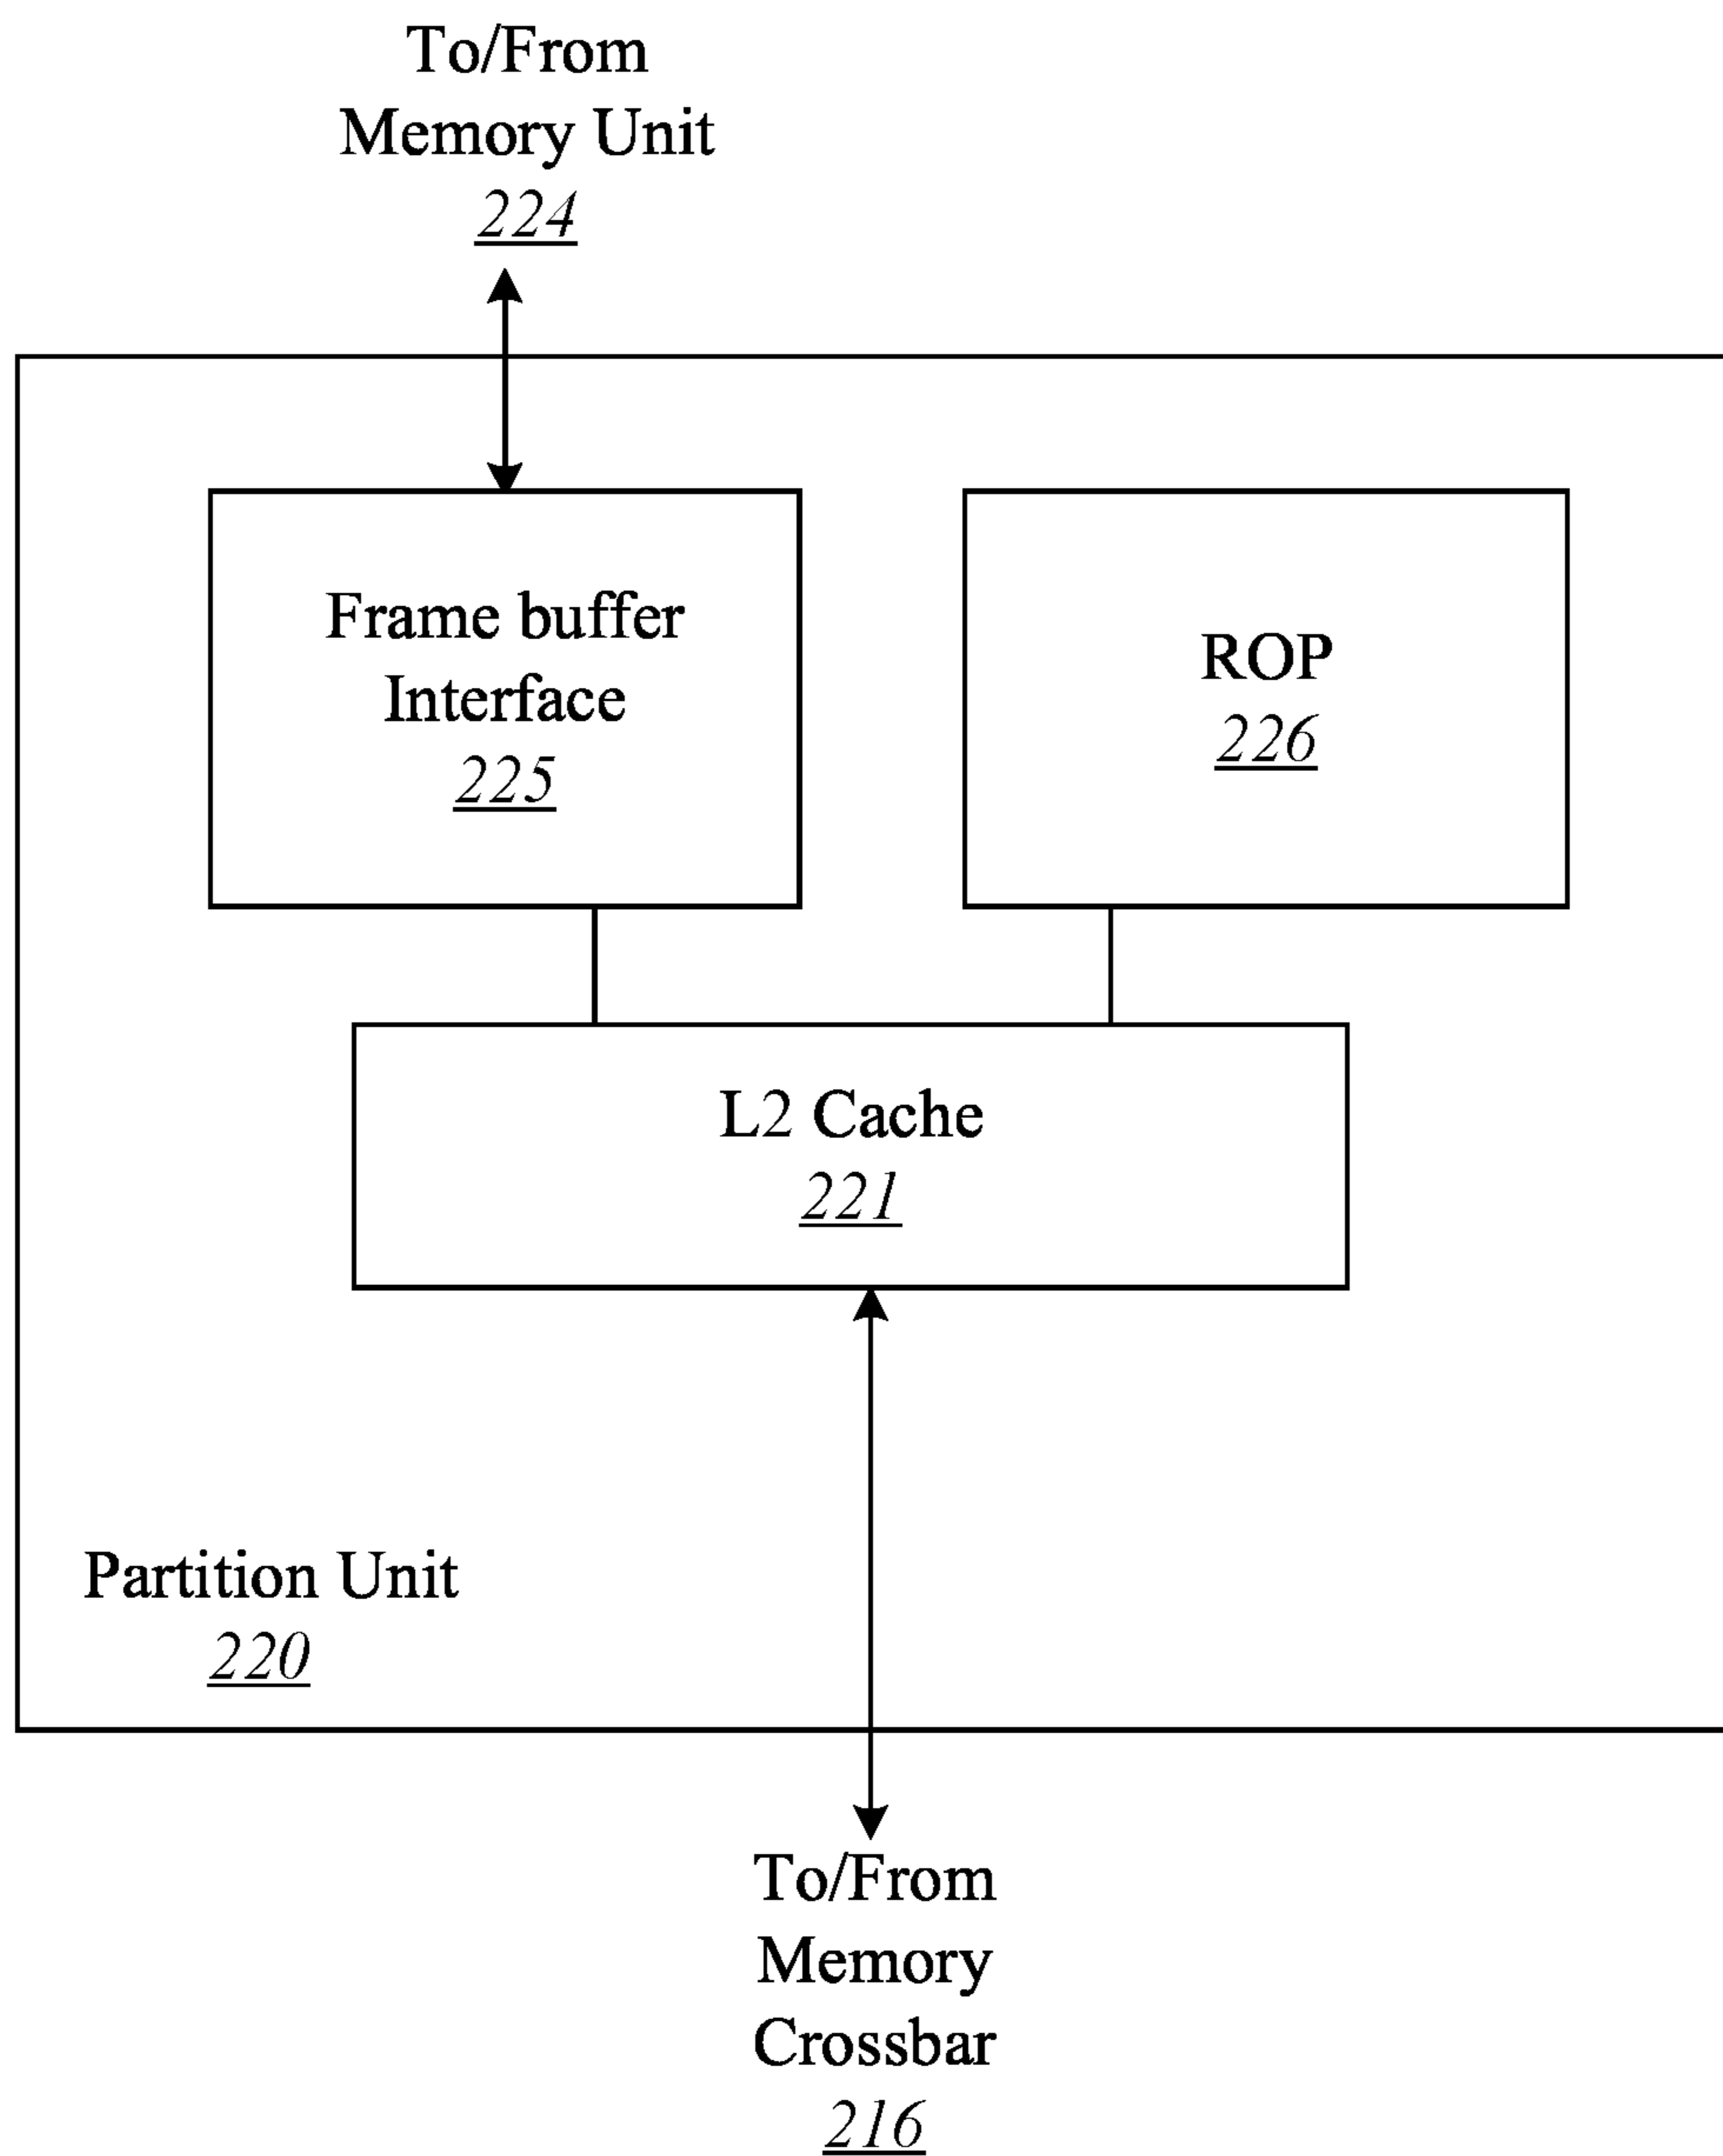 To/From
Memory Unit
224
Frame buffer
Interface
225
ROP
226
L2 Cache
221
Partition Unit
220
To/From
Memory
Crossbar
216